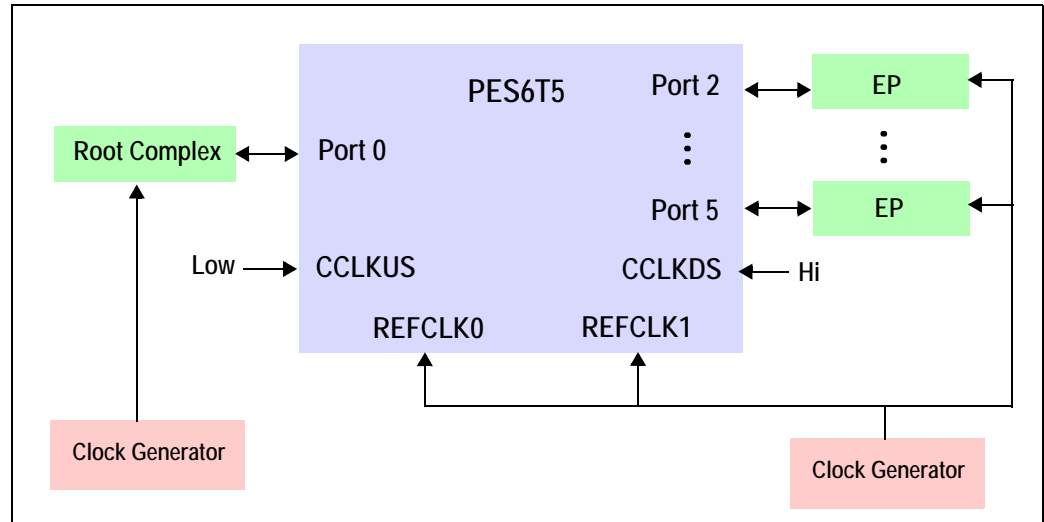 PES6T5
Port 2
EP
Root Complex
Port 0
Port 5
EP
Low
CCLKUS
CCLKDS
Hi
REFCLK0
REFCLK1
Clock Generator
Clock Generator